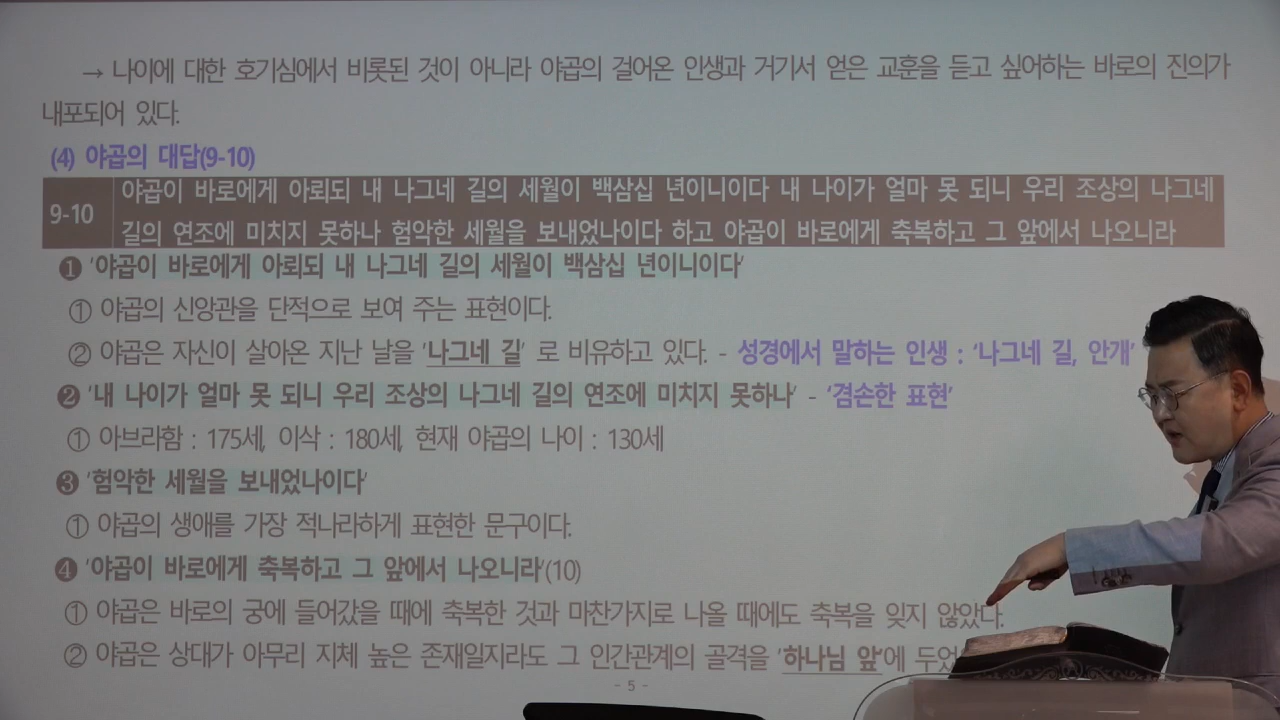 → 나이에 대한 호기심에서 비롯된 것이 아니라 야곱의 걸어온 인생과 거기서 얻은 교훈을 듣고 싶어하는 바로의 진의가
내포되어 있다.
(4) 야곱의 대답(9-10)
9-10
야곱이 바로에게 아뢰되 내 나그네 길의 세월이 백삼십 년이니이다 내 나이가 얼마 못 되니 우리 조상의 나그네
길의 연조에 미치지 못하나 험악한 세월을 보내었나이다 하고 야곱이 바로에게 축복하고 그 앞에서 나오니라
❶ '야곱이 바로에게 아뢰되 내 나그네 길의 세월이 백삼십 년이니이다'
① 야곱의 신앙관을 단적으로 보여 주는 표현이다.
② 야곱은 자신이 살아온 지난 날을 '나그네 길' 로 비유하고 있다. - 성경에서 말하는 인생 : '나그네 길, 안개'
❷ '내 나이가 얼마 못 되니 우리 조상의 나그네 길의 연조에 미치지 못하나' - '겸손한 표현'
① 아브라함 : 175세, 이삭 : 180세, 현재 야곱의 나이 : 130세
❸ '험악한 세월을 보내었나이다'
① 야곱의 생애를 가장 적나라하게 표현한 문구이다.
❹ '야곱이 바로에게 축복하고 그 앞에서 나오니라'(10)
① 야곱은 바로의 궁에 들어갔을 때에 축복한 것과 마찬가지로 나올 때에도 축복을 잊지 않았다.
② 야곱은 상대가 아무리 지체 높은 존재일지라도 그 인간관계의 골격을 '하나님 앞'에
- 5 -